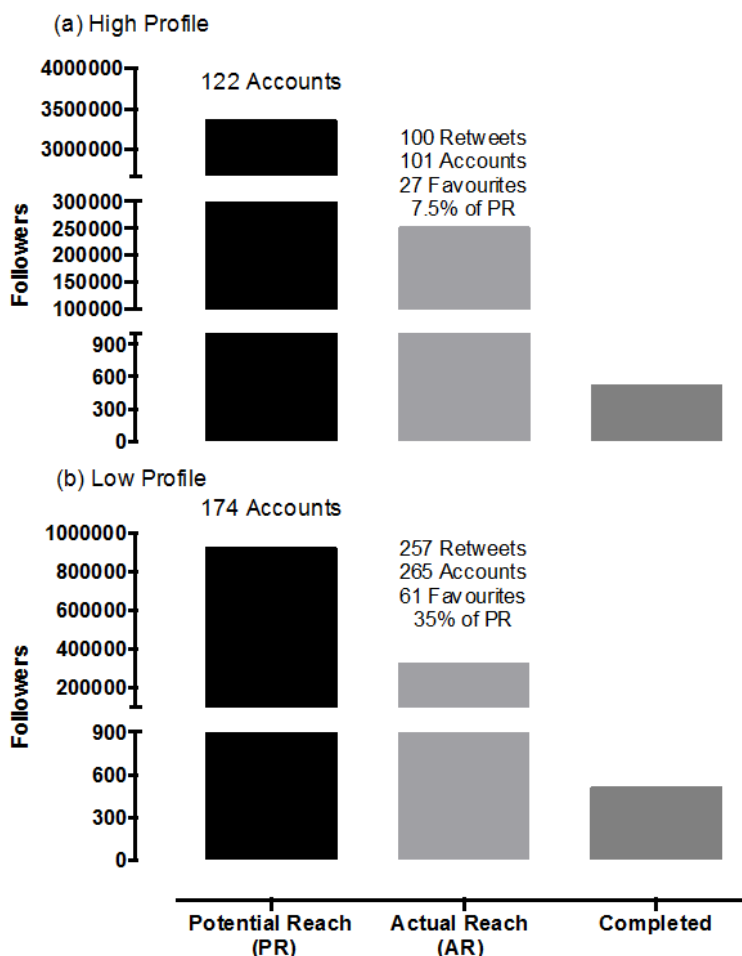 (a) High Profile
4000000
3500000
3000000
300000
250000
200000
150000
100000
900
600
300
0
Followers
122 Accounts
100 Retweets
101 Accounts
27 Favourites
7.5% of PR
(b) Low Profile
1000000
800000
600000
400000
200000
900
600
300
0
Followers
174 Accounts
257 Retweets
265 Accounts
61 Favourites
35% of PR
Potential Reach
(PR)
Actual Reach
(AR)
Completed